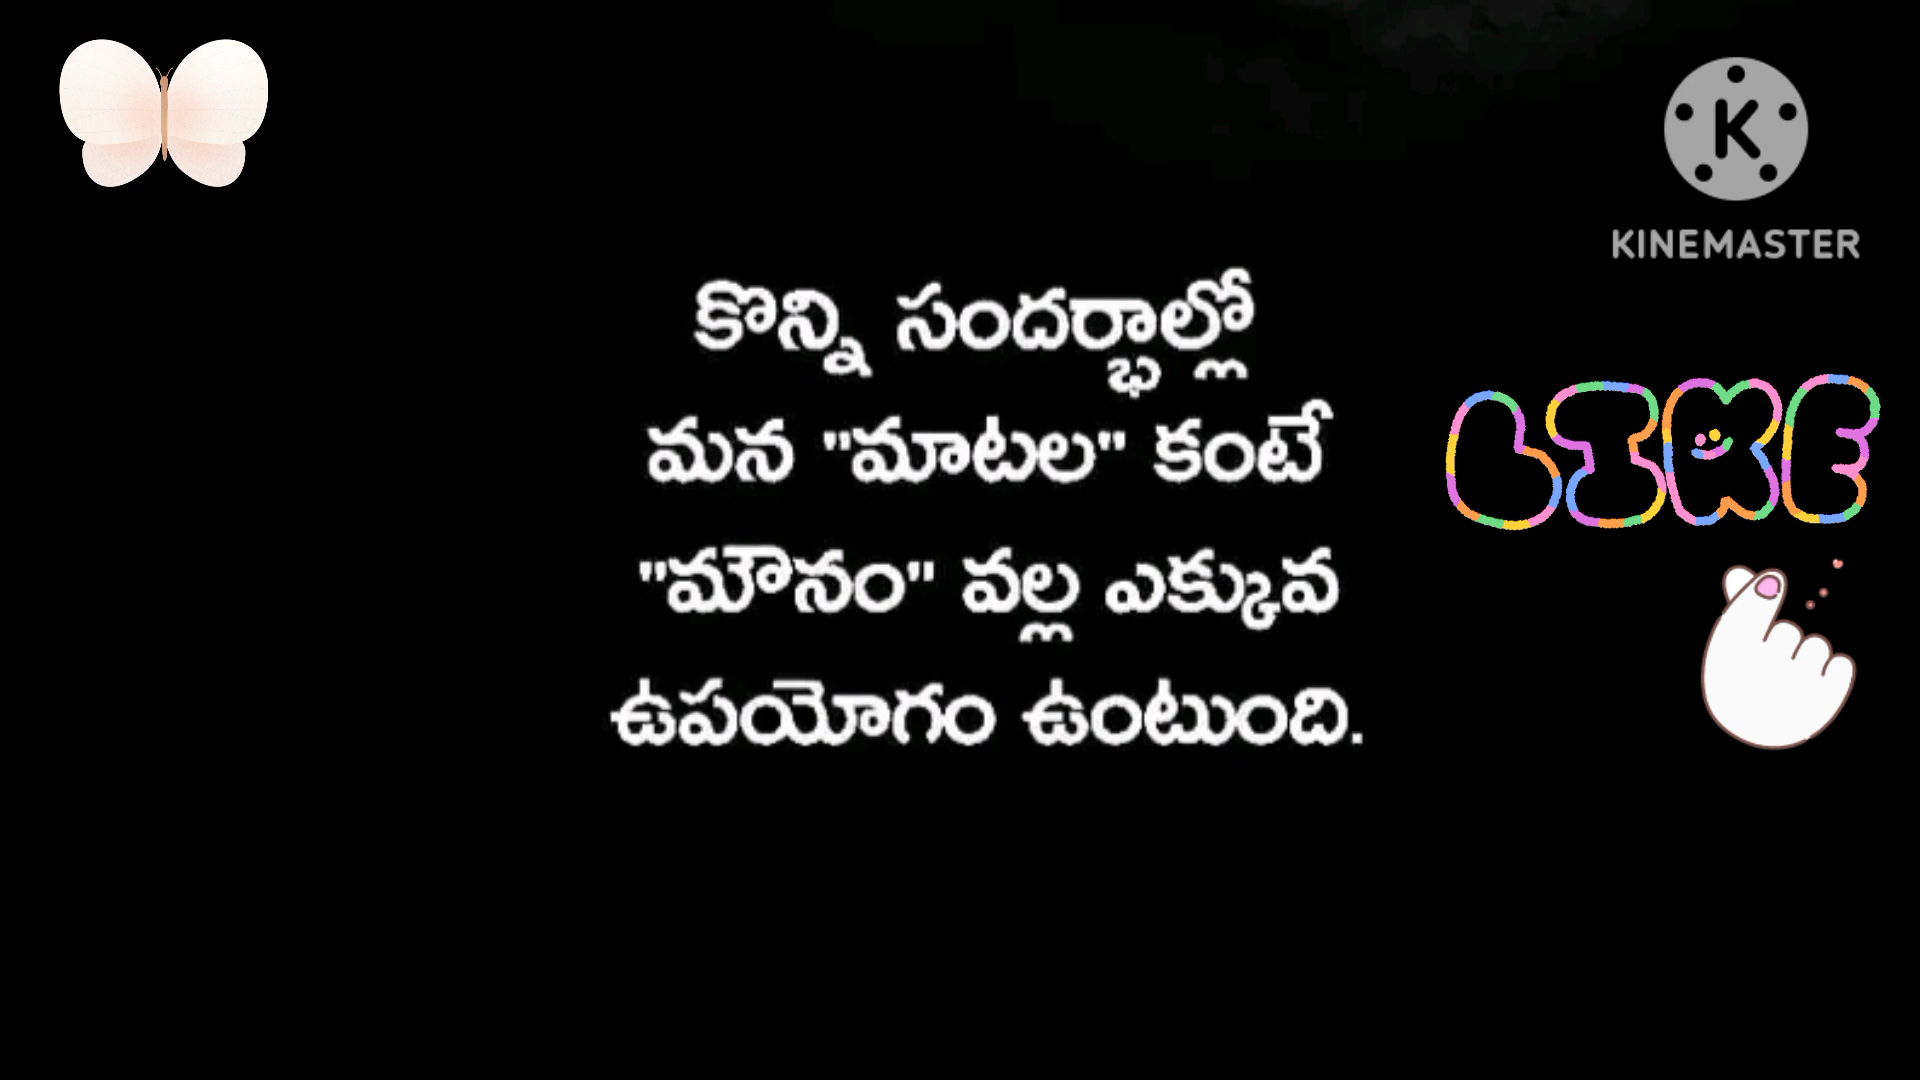 KINEMASTER
కొన్ని సందర్భాల్లో
మన "మాటల" కంటే
"మౌనం" వల్ల ఎక్కువ
ఉపయోగం ఉంటుంది.
LIKE